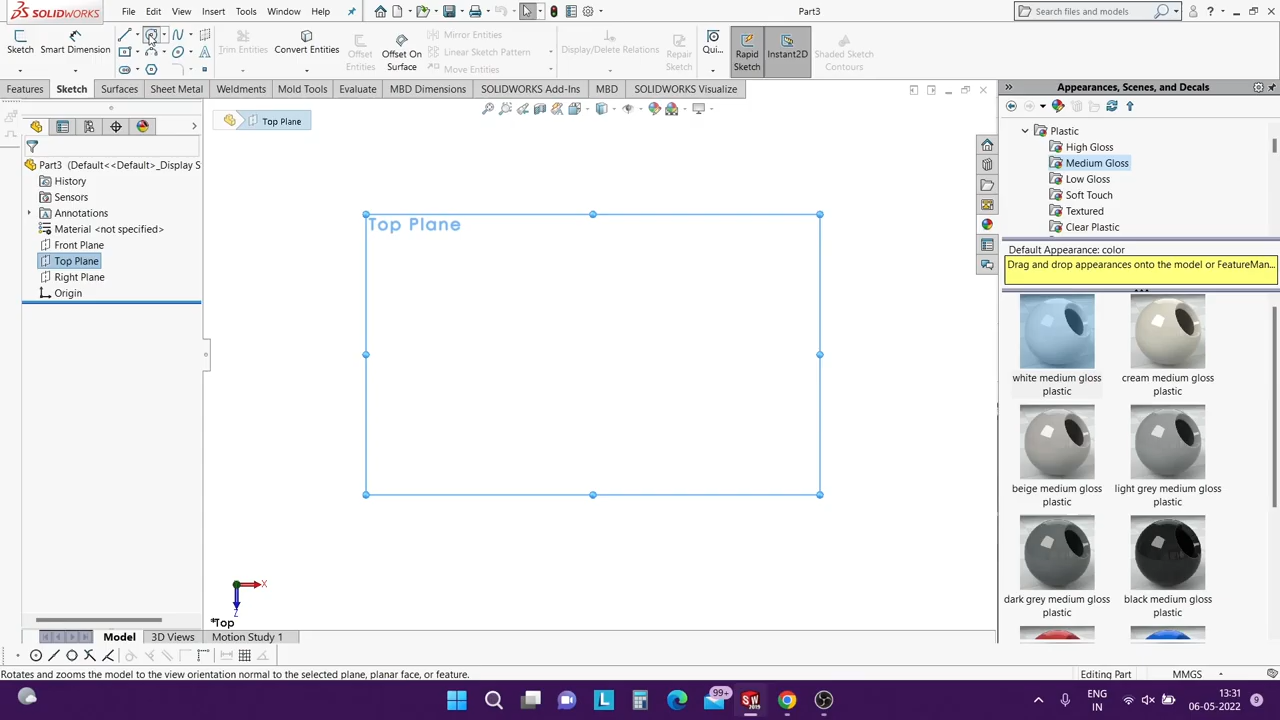 SOLIDWORKS File Edit View Insert Tools Window Help Part3 Search files and models
Sketch Smart Dimension Trim Entities Convert Entities Offset Entities Offset On Surface Mirror Entities Linear Sketch Pattern Move Entities Display/Delete Relations Repair Sketch Qui... Rapid Sketch Instant2D Shaded Sketch Contours
Features Sketch Surfaces Sheet Metal Weldments Mold Tools Evaluate MBD Dimensions SOLIDWORKS Add-Ins MBD SOLIDWORKS Visualize
Appearances, Scenes, and Decals
Top Plane
Part3 (Default<<Default>_Display S
History
Sensors
Annotations
Material <not specified>
Front Plane
Top Plane
Right Plane
Origin
Top Plane
X
Z
*Top
Plastic
High Gloss
Medium Gloss
Low Gloss
Soft Touch
Textured
Clear Plastic
Default Appearance: color
Drag and drop appearances onto the model or FeatureMan...
white medium gloss plastic
cream medium gloss plastic
beige medium gloss plastic
light grey medium gloss plastic
dark grey medium gloss plastic
black medium gloss plastic
Model 3D Views Motion Study 1
Rotates and zooms the model to the view orientation normal to the selected plane, planar face, or feature.
Editing Part MMGS
99+
SW
2015
ENG
IN
13:31
06-05-2022